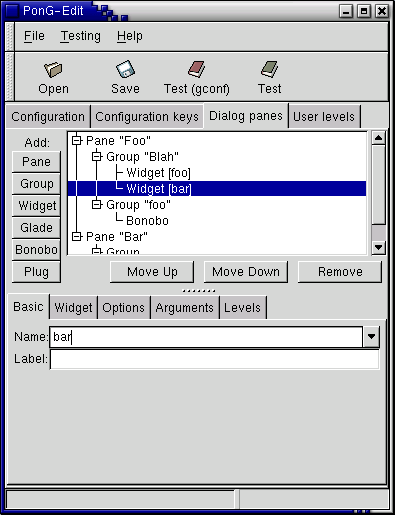 PonG-Edit
File Testing Help
Open Save Test (gconf) Test
Configuration Configuration keys Dialog panes User levels
Add:
Pane
Group
Widget
Glade
Bonobo
Plug
Pane "Foo"
Group "Blah"
Widget [foo]
Widget [bar]
Group "foo"
Bonobo
Pane "Bar"
Group
Move Up Move Down Remove
Basic Widget Options Arguments Levels
Name: bar
Label: